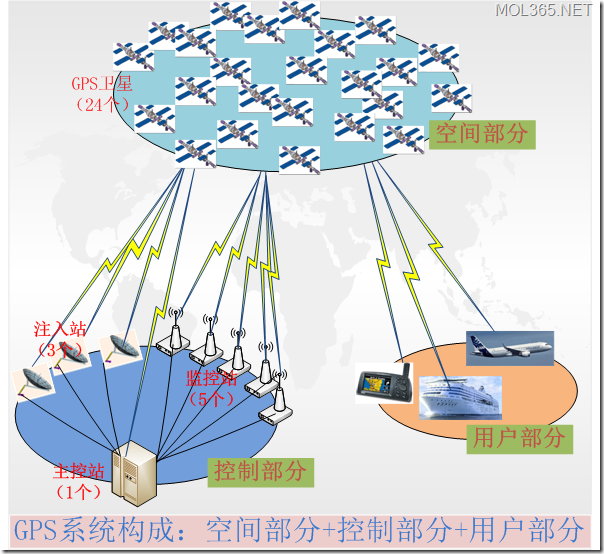 MOL365.NET
GPS卫星
（24个）
空间部分
注入站
（3个）
监控站
（5个）
主控站
（1个）
控制部分
用户部分
GPS系统构成：空间部分+控制部分+用户部分